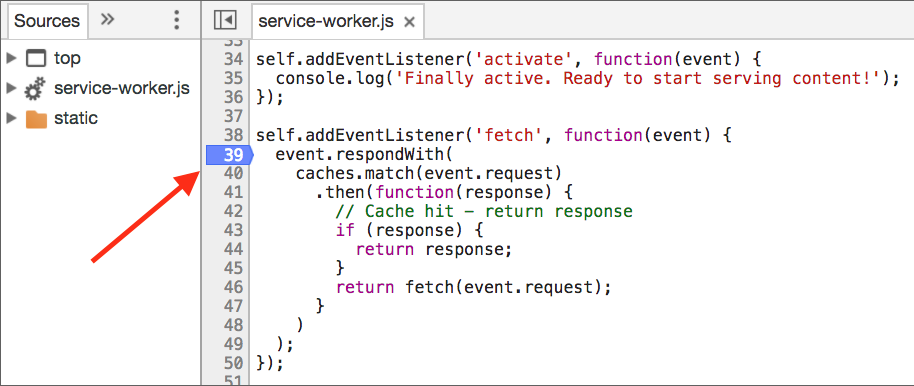 Sources »
top
service-worker.js
static
service-worker.js ×
33
34 self.addEventListener('activate', function(event) {
35   console.log('Finally active. Ready to start serving content!');
36 });
37
38 self.addEventListener('fetch', function(event) {
39   event.respondWith(
40     caches.match(event.request)
41       .then(function(response) {
42         // Cache hit – return response
43         if (response) {
44           return response;
45         }
46         return fetch(event.request);
47       }
48     )
49   );
50 });
51